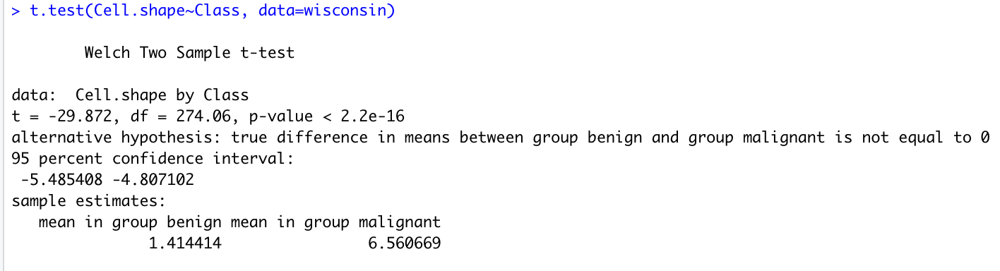 > t.test(Cell.shape~Class, data=wisconsin)
Welch Two Sample t-test
data:  Cell.shape by Class
t = -29.872, df = 274.06, p-value < 2.2e-16
alternative hypothesis: true difference in means between group benign and group malignant is not equal to 0
95 percent confidence interval:
 -5.485408 -4.807102
sample estimates:
   mean in group benign mean in group malignant
               1.414414                6.560669